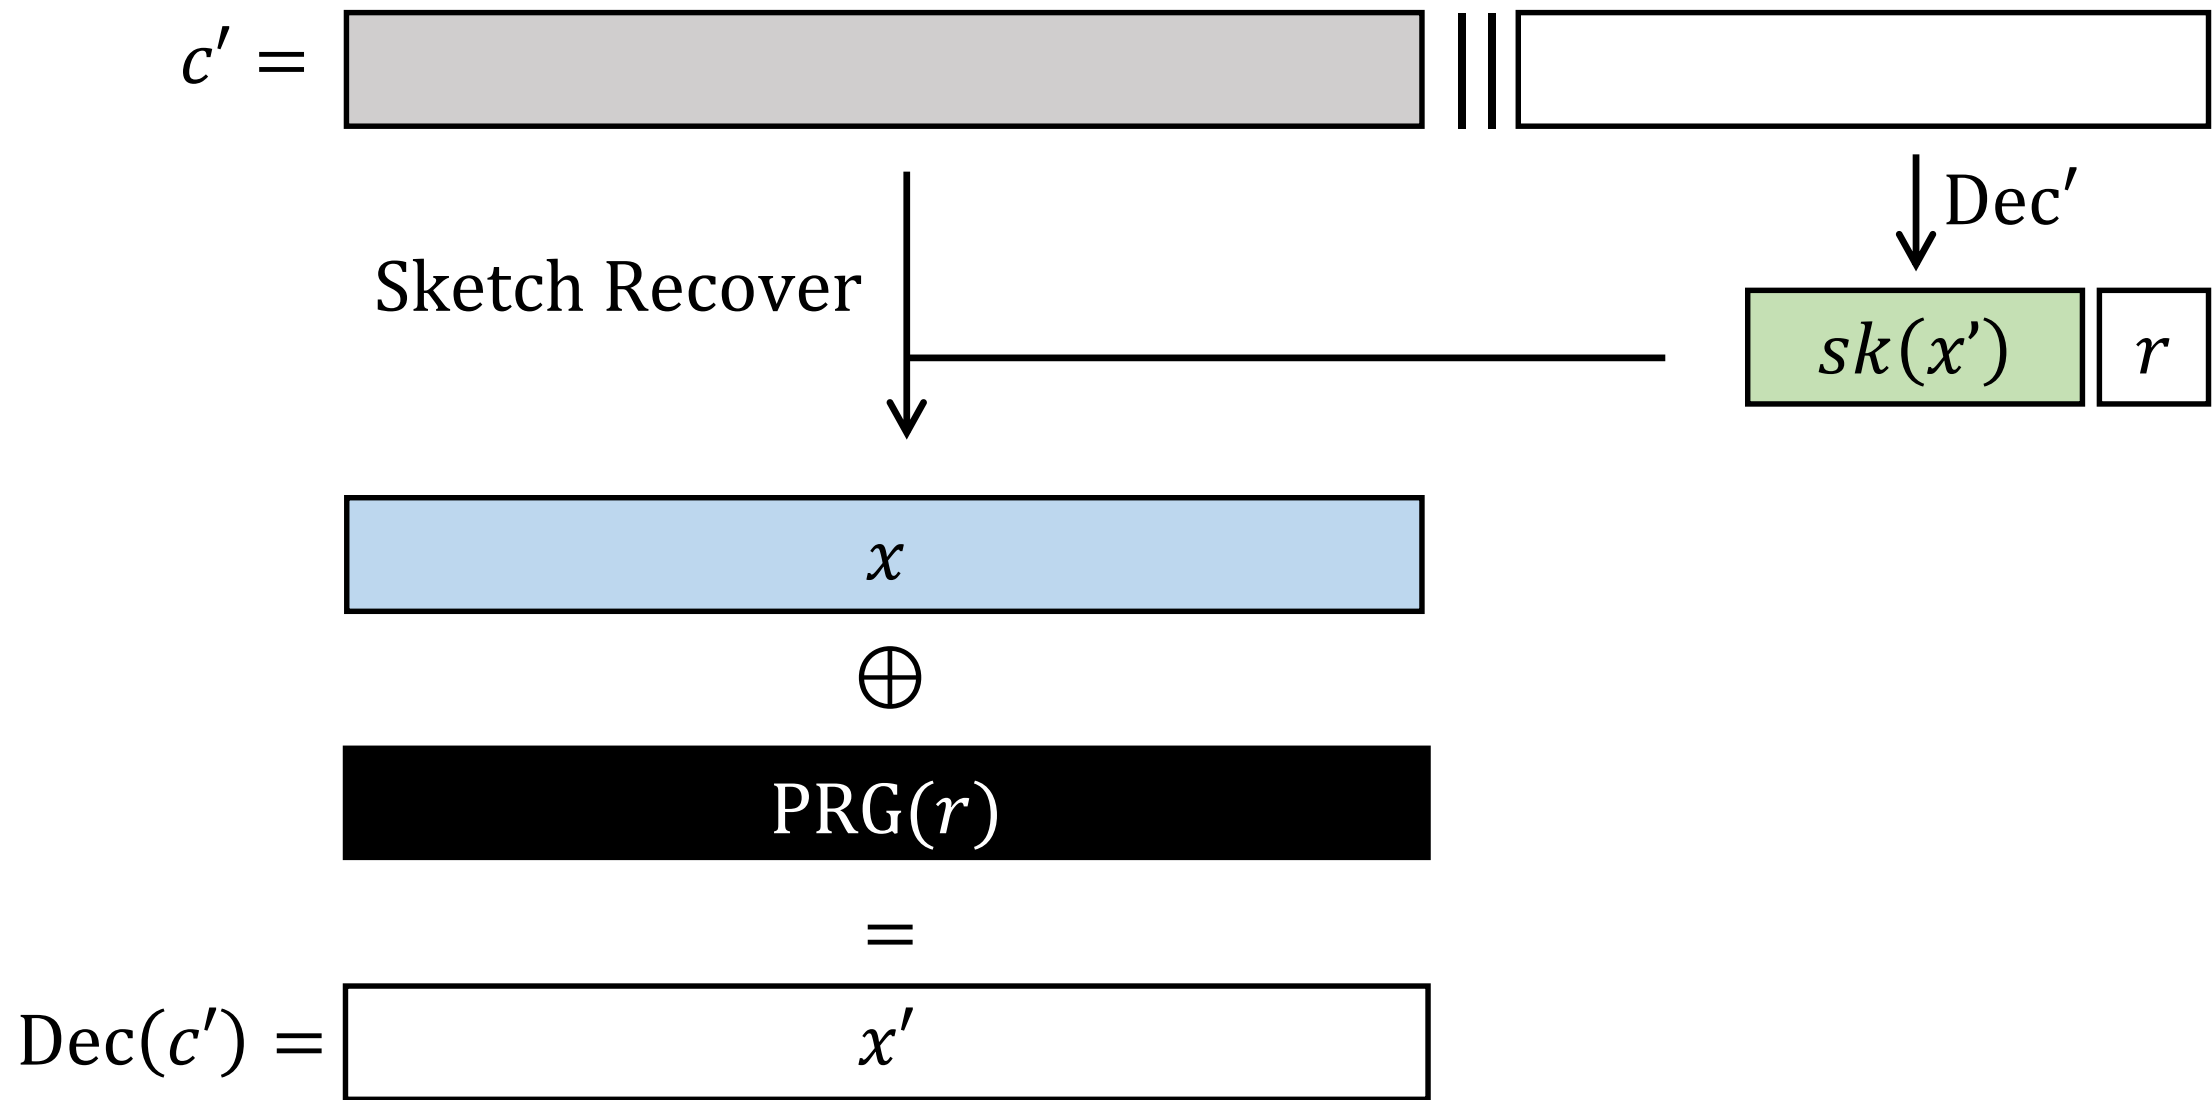 c′ =
Dec′
Sketch Recover
sk(x’) r
x
⊕
PRG(r)
=
Dec(c′) = x′